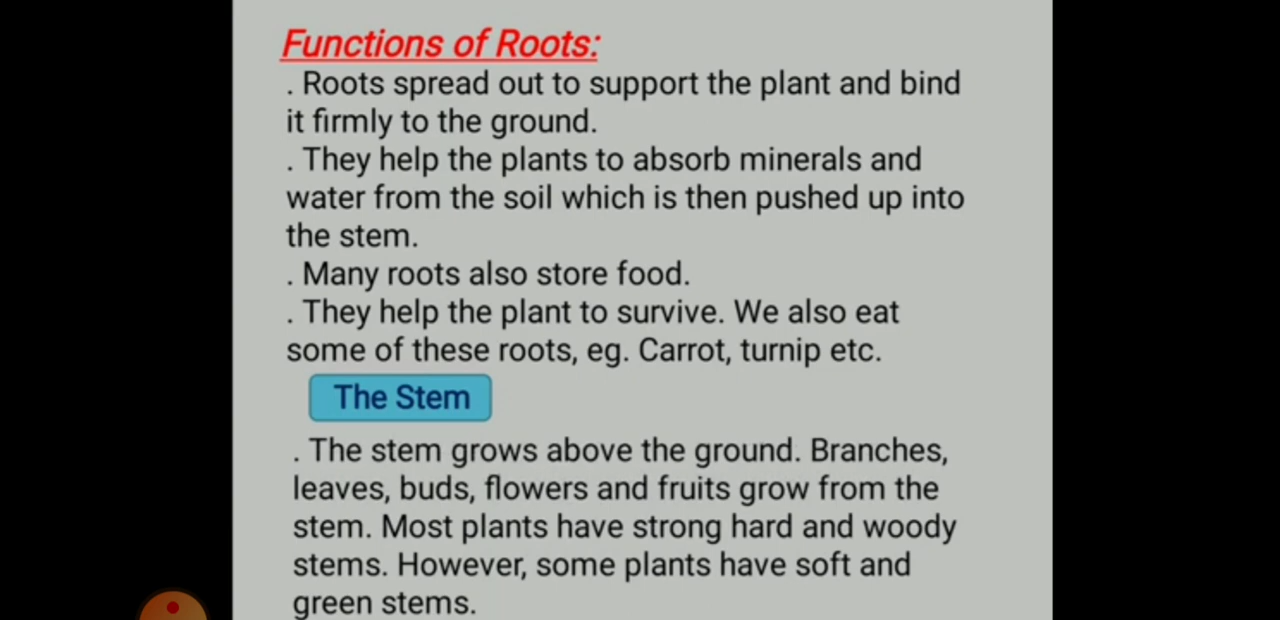 Functions of Roots:
. Roots spread out to support the plant and bind
it firmly to the ground.
. They help the plants to absorb minerals and
water from the soil which is then pushed up into
the stem.
. Many roots also store food.
. They help the plant to survive. We also eat
some of these roots, eg. Carrot, turnip etc.
The Stem
. The stem grows above the ground. Branches,
leaves, buds, flowers and fruits grow from the
stem. Most plants have strong hard and woody
stems. However, some plants have soft and
green stems.